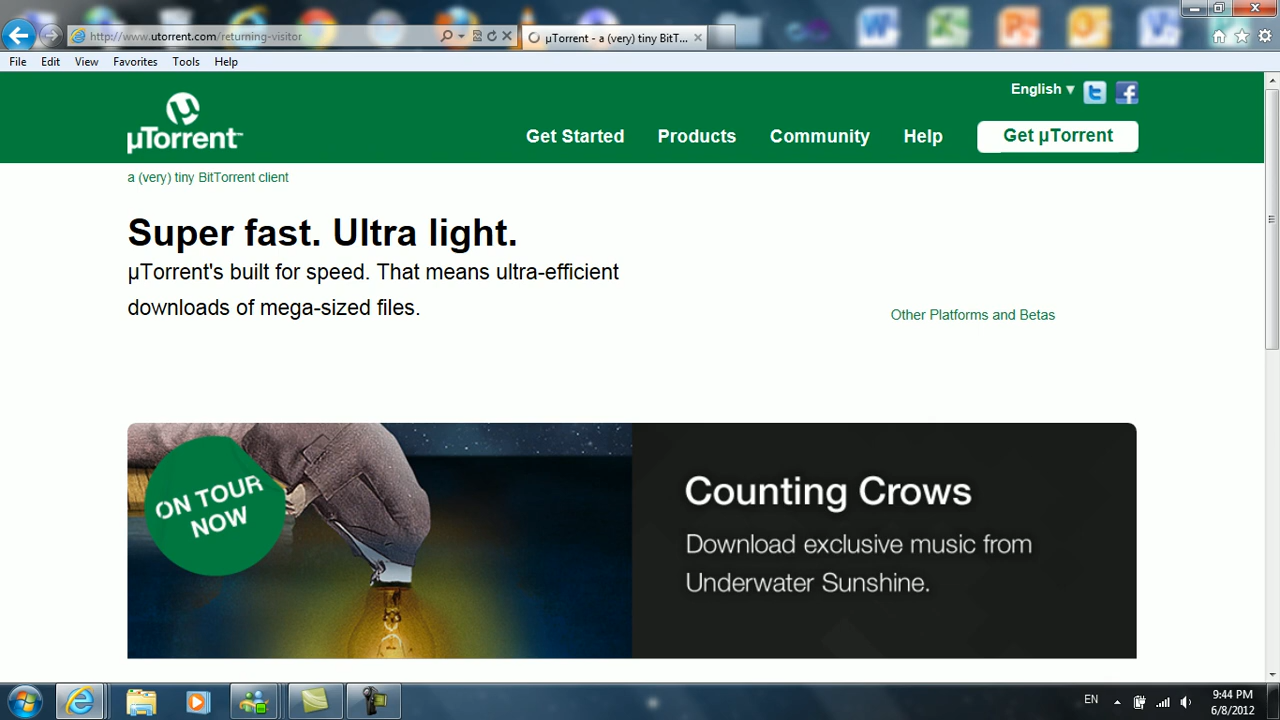 http://www.utorrent.com/returning-visitor
µTorrent - a (very) tiny BitT...
File Edit View Favorites Tools Help
English
µTorrent™
Get Started Products Community Help Get µTorrent
a (very) tiny BitTorrent client
Super fast. Ultra light.
µTorrent's built for speed. That means ultra-efficient
downloads of mega-sized files.
Other Platforms and Betas
ON TOUR
NOW
Counting Crows
Download exclusive music from
Underwater Sunshine.
EN
9:44 PM
6/8/2012